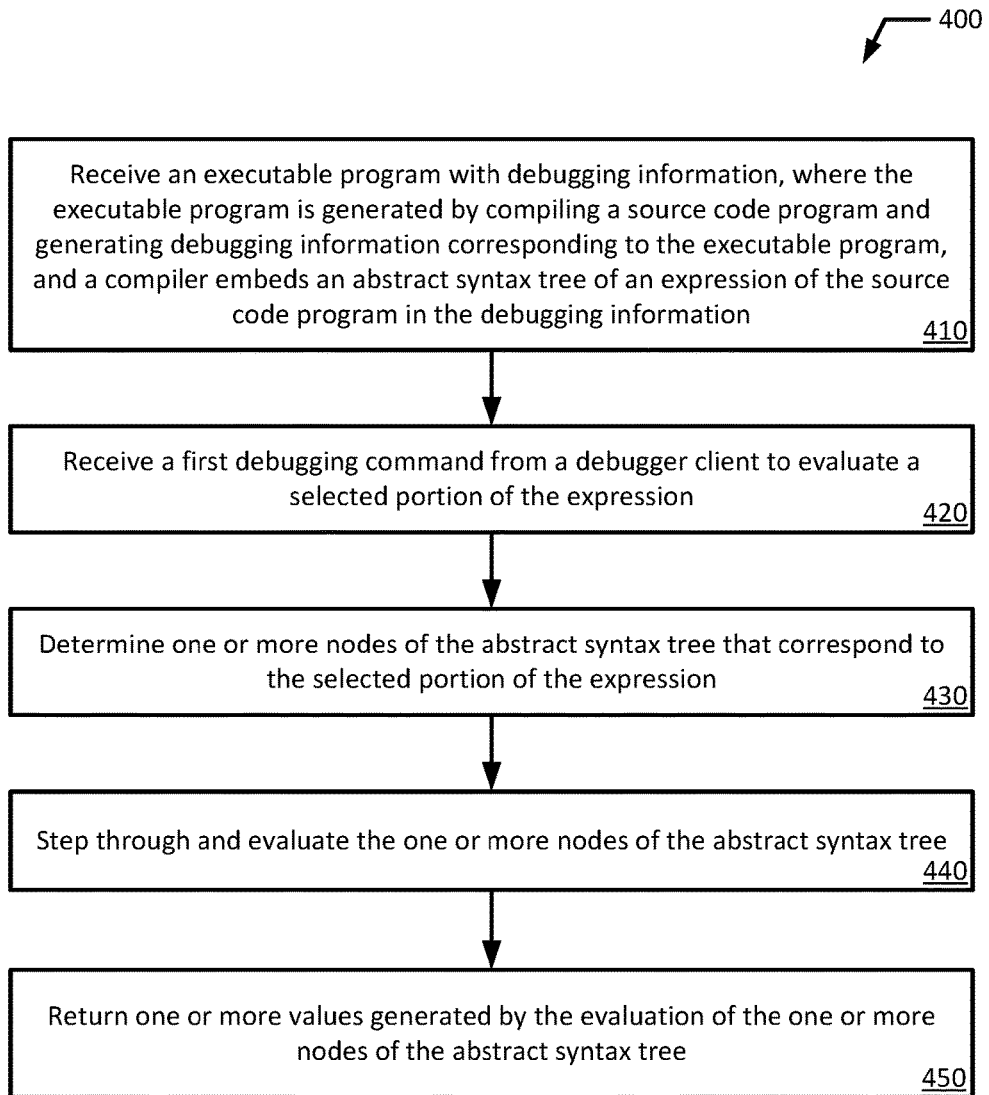 400
Receive an executable program with debugging information, where the
executable program is generated by compiling a source code program and
generating debugging information corresponding to the executable program,
and a compiler embeds an abstract syntax tree of an expression of the source
code program in the debugging information
410
Receive a first debugging command from a debugger client to evaluate a
selected portion of the expression
420
Determine one or more nodes of the abstract syntax tree that correspond to
the selected portion of the expression
430
Step through and evaluate the one or more nodes of the abstract syntax tree
440
Return one or more values generated by the evaluation of the one or more
nodes of the abstract syntax tree
450